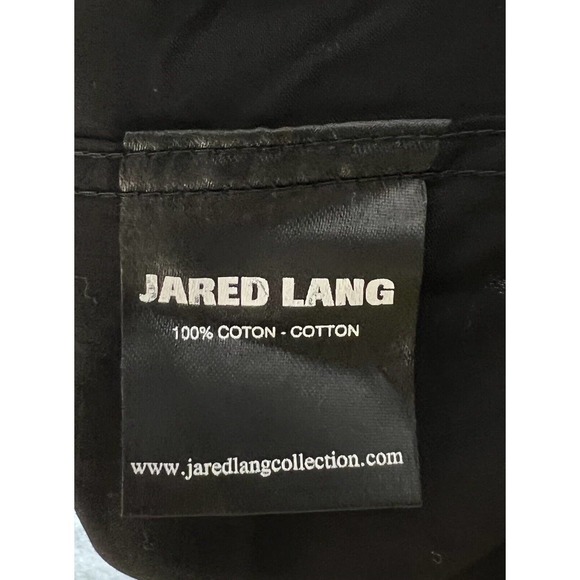 JARED LANG
100% COTON - COTTON
www.jaredlangcollection.com